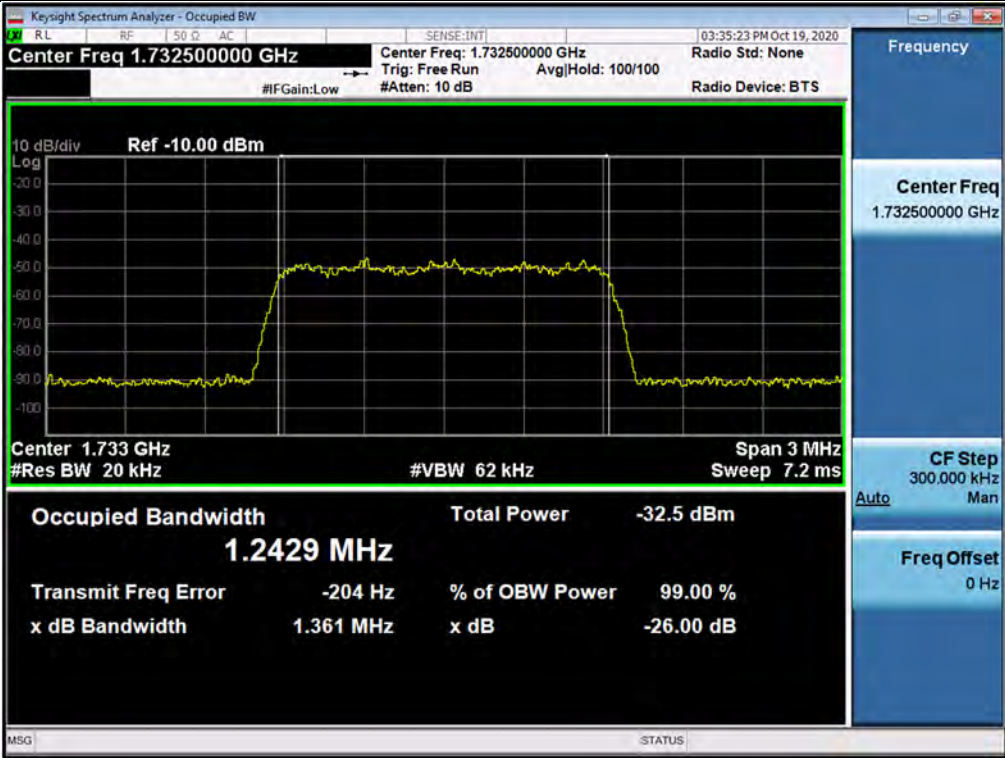 Keysight Spectrum Analyzer - Occupied BW
LXI RL RF 50 Ω AC SENSE:INT 03:35:23 PM Oct 19, 2020
Center Freq 1.732500000 GHz
Center Freq: 1.732500000 GHz Radio Std: None
Trig: Free Run Avg|Hold: 100/100
#IFGain:Low #Atten: 10 dB Radio Device: BTS
10 dB/div Ref -10.00 dBm
Log
-20.0
-30.0
-40.0
-50.0
-60.0
-70.0
-80.0
-90.0
-100
Center 1.733 GHz Span 3 MHz
#Res BW 20 kHz #VBW 62 kHz Sweep 7.2 ms
Occupied Bandwidth Total Power -32.5 dBm
1.2429 MHz
Transmit Freq Error -204 Hz % of OBW Power 99.00 %
x dB Bandwidth 1.361 MHz x dB -26.00 dB
Frequency
Center Freq
1.732500000 GHz
CF Step
300.000 kHz
Auto Man
Freq Offset
0 Hz
MSG STATUS